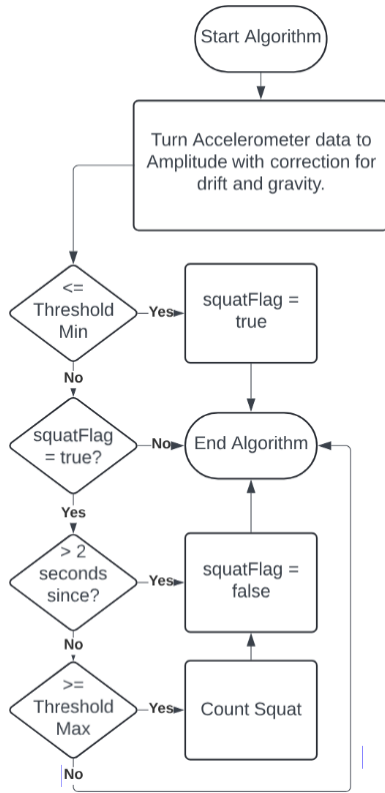 Start Algorithm
Turn Accelerometer data to
Amplitude with correction for
drift and gravity.
<=
Threshold
Min
Yes
squatFlag =
true
No
squatFlag
= true?
No
End Algorithm
Yes
> 2
seconds
since?
Yes
squatFlag =
false
No
>=
Threshold
Max
Yes
Count Squat
No